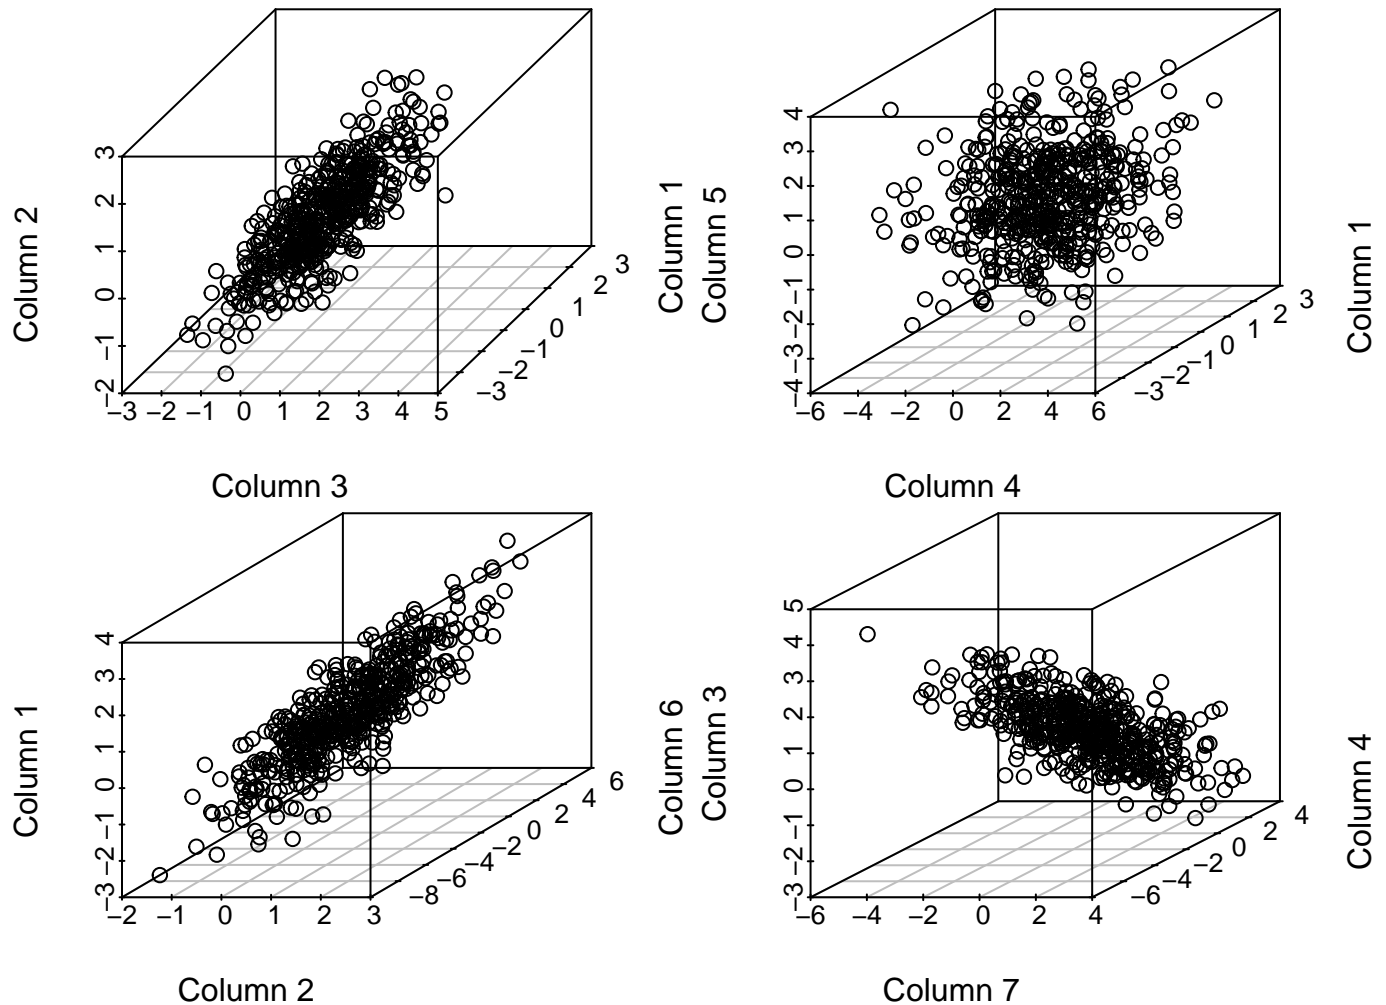 Column 2
3
2
1
0
−1
−2
−3 −2 −1 0 1 2 3 4 5
Column 3
−3 −2 −1 0 1 2 3
Column 1
Column 5
4
3
2
1
0
−1
−2
−3
−4
−6 −4 −2 0 2 4 6
Column 4
−3 −2 −1 0 1 2 3
Column 1
Column 1
4
3
2
1
0
−1
−2
−3
−2 −1 0 1 2 3
Column 2
−8 −6 −4 −2 0 2 4 6
Column 6
Column 3
5
4
3
2
1
0
−1
−2
−3
−6 −4 −2 0 2 4
Column 7
−6 −4 −2 0 2 4
Column 4